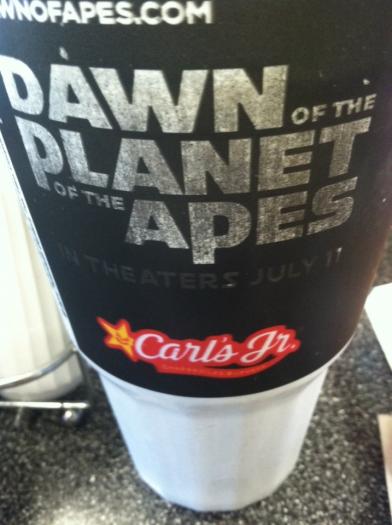 WNOFAPES.COM
DAWN
OF THE
PLANET
OF THE
APES
IN THEATERS JULY 11
Carl's Jr.